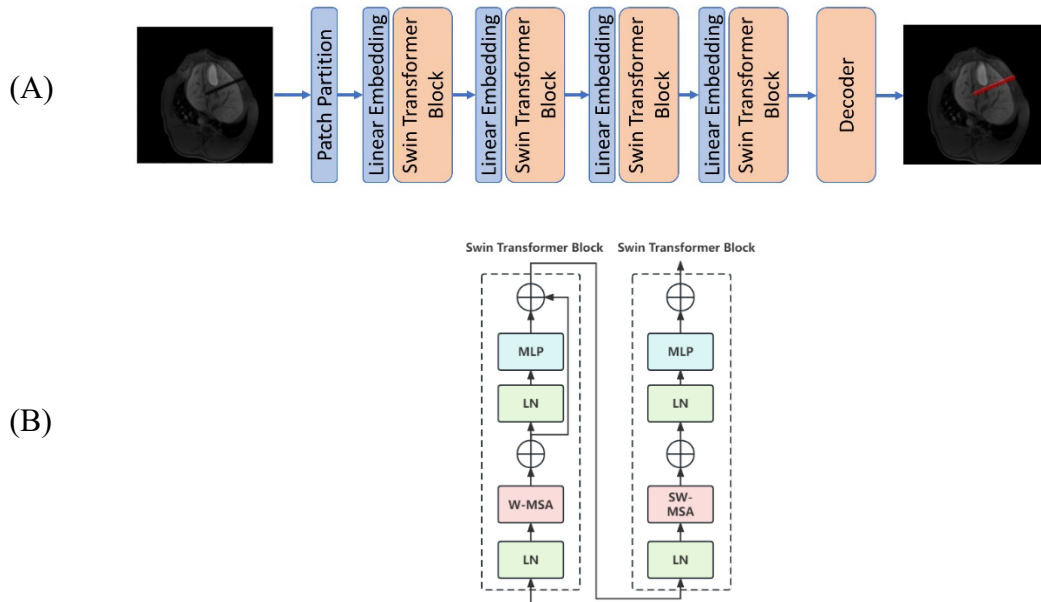 (A)
Patch Partition
Linear Embedding
Swin Transformer
Block
Linear Embedding
Swin Transformer
Block
Linear Embedding
Swin Transformer
Block
Linear Embedding
Swin Transformer
Block
Decoder
(B)
Swin Transformer Block
MLP
LN
W-MSA
LN
Swin Transformer Block
MLP
LN
SW-
MSA
LN